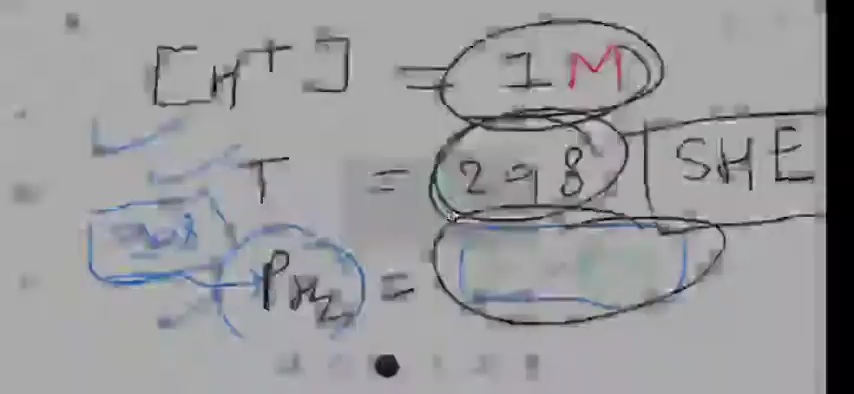 [H+] = 1 M
T = 298 SHE
PH2 =